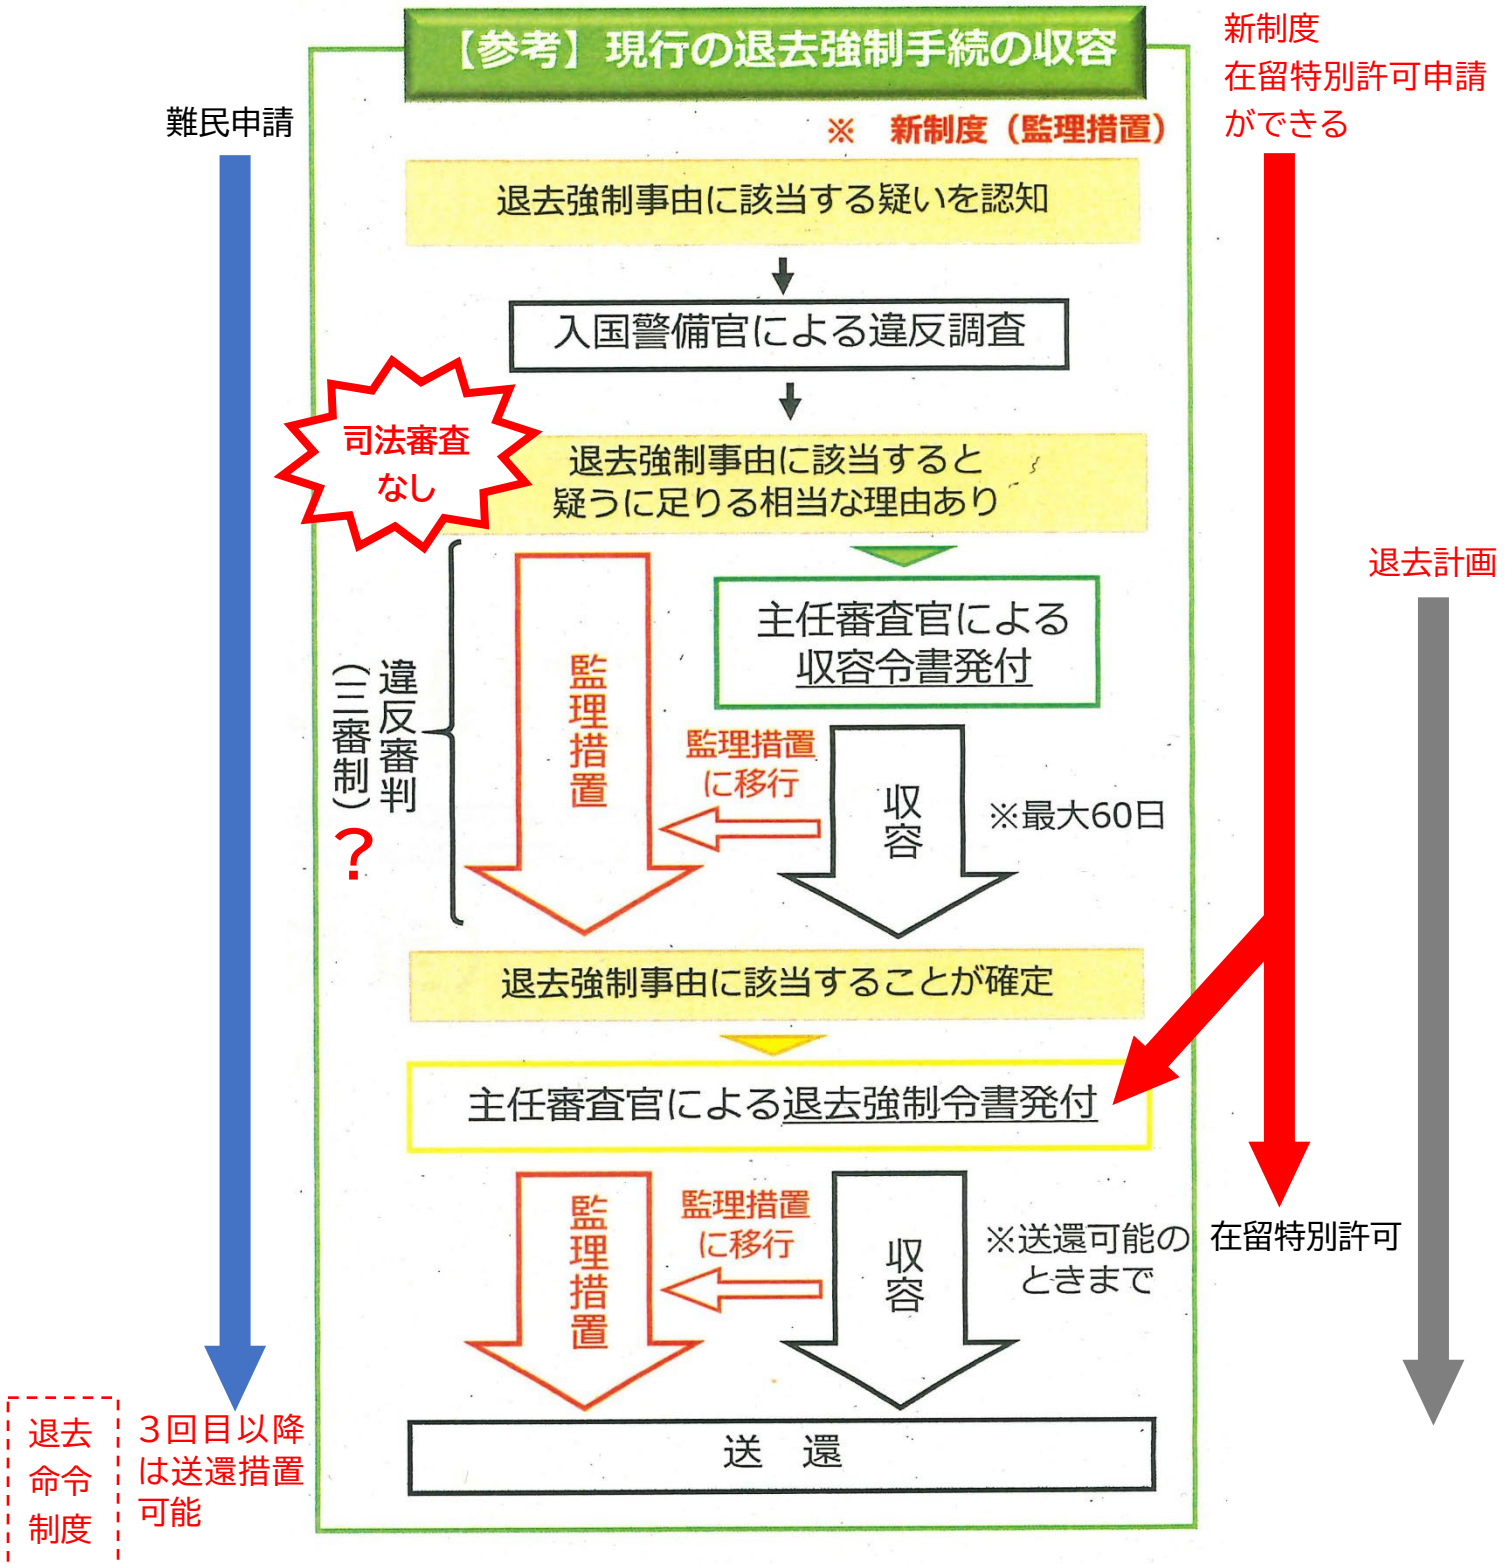 【参考】現行の退去強制手続の収容
新制度
在留特別許可申請
ができる
難民申請
※ 新制度（監理措置）
退去強制事由に該当する疑いを認知
入国警備官による違反調査
司法審査
なし
退去強制事由に該当すると
疑うに足りる相当な理由あり
退去計画
主任審査官による
収容令書発付
違反審判
（三審制）
？
監理措置
監理措置
に移行
収容
※最大60日
退去強制事由に該当することが確定
主任審査官による退去強制令書発付
監理措置
監理措置
に移行
収容
※送還可能の
ときまで
在留特別許可
送 還
３回目以降
は送還措置
可能
退去
命令
制度